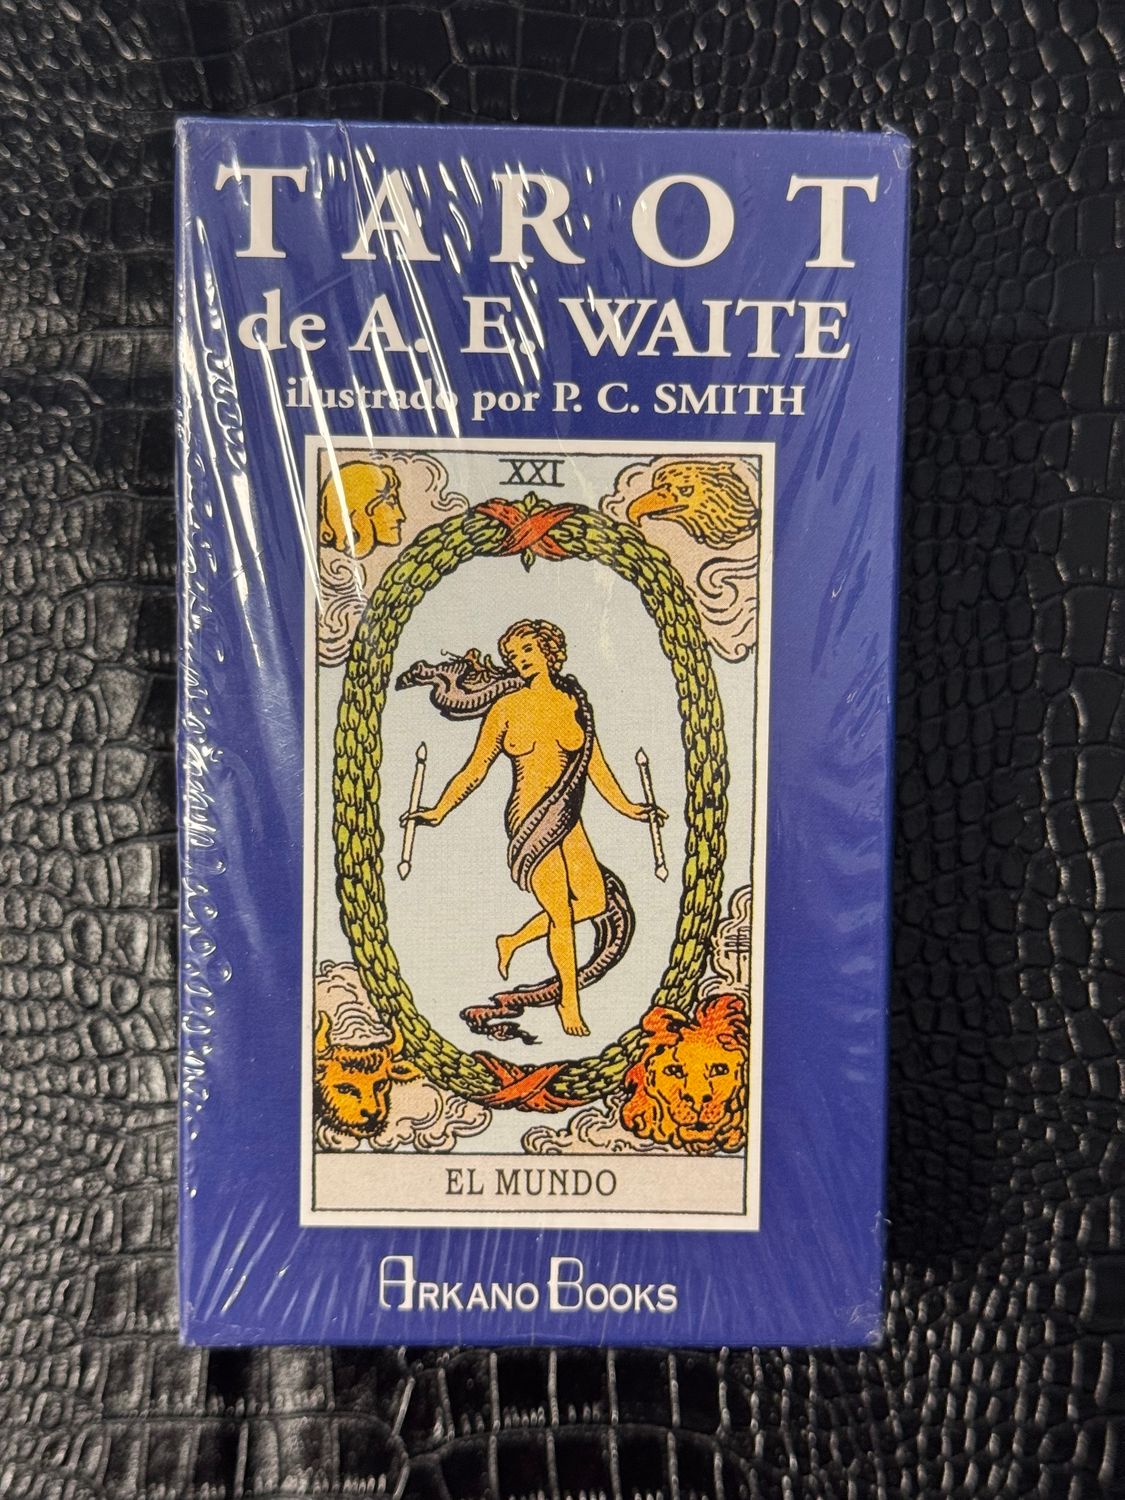 TAROT
de A. E. WAITE
ilustrado por P. C. SMITH
XXI
EL MUNDO
ARKANO BOOKS